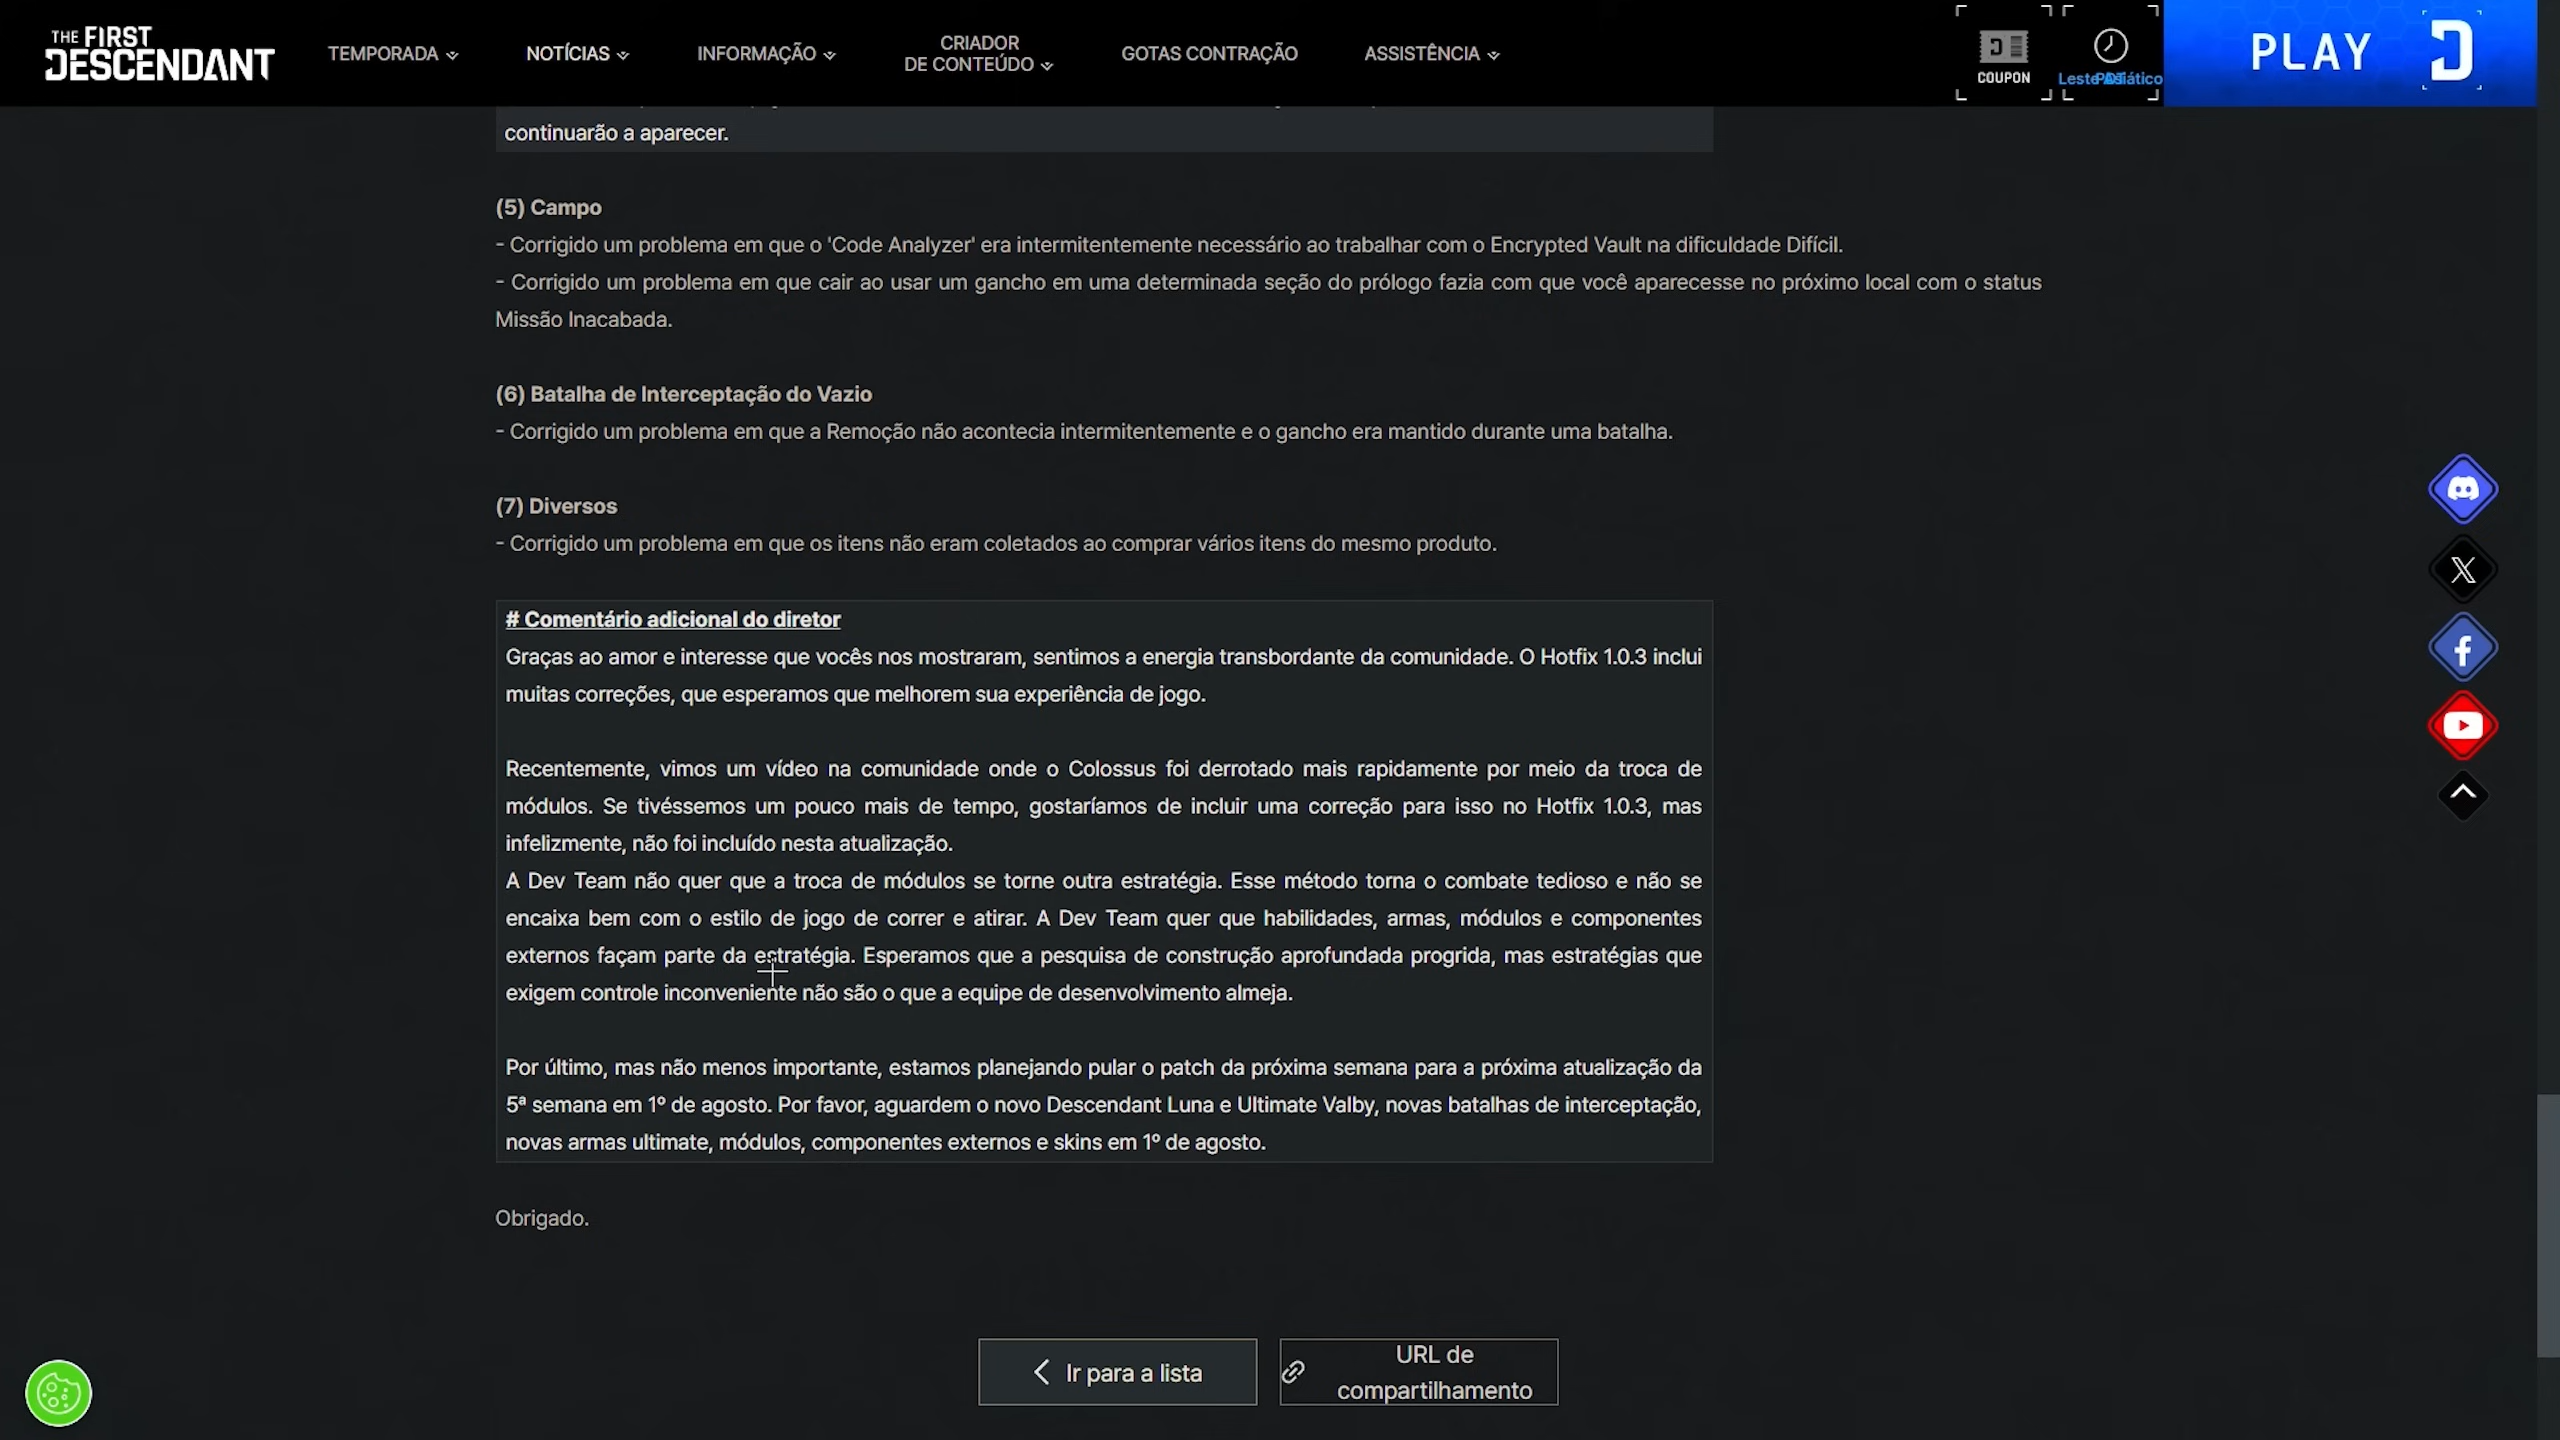 THE FIRST
DESCENDANT
TEMPORADA
NOTÍCIAS
INFORMAÇÃO
CRIADOR
DE CONTEÚDO
GOTAS CONTRAÇÃO
ASSISTÊNCIA
COUPON
Leste Asiático
PLAY
continuarão a aparecer.
(5) Campo
- Corrigido um problema em que o 'Code Analyzer' era intermitentemente necessário ao trabalhar com o Encrypted Vault na dificuldade Difícil.
- Corrigido um problema em que cair ao usar um gancho em uma determinada seção do prólogo fazia com que você aparecesse no próximo local com o status
Missão Inacabada.
(6) Batalha de Interceptação do Vazio
- Corrigido um problema em que a Remoção não acontecia intermitentemente e o gancho era mantido durante uma batalha.
(7) Diversos
- Corrigido um problema em que os itens não eram coletados ao comprar vários itens do mesmo produto.
# Comentário adicional do diretor
Graças ao amor e interesse que vocês nos mostraram, sentimos a energia transbordante da comunidade. O Hotfix 1.0.3 inclui
muitas correções, que esperamos que melhorem sua experiência de jogo.
Recentemente, vimos um vídeo na comunidade onde o Colossus foi derrotado mais rapidamente por meio da troca de
módulos. Se tivéssemos um pouco mais de tempo, gostaríamos de incluir uma correção para isso no Hotfix 1.0.3, mas
infelizmente, não foi incluído nesta atualização.
A Dev Team não quer que a troca de módulos se torne outra estratégia. Esse método torna o combate tedioso e não se
encaixa bem com o estilo de jogo de correr e atirar. A Dev Team quer que habilidades, armas, módulos e componentes
externos façam parte da estratégia. Esperamos que a pesquisa de construção aprofundada progrida, mas estratégias que
exigem controle inconveniente não são o que a equipe de desenvolvimento almeja.
Por último, mas não menos importante, estamos planejando pular o patch da próxima semana para a próxima atualização da
5ª semana em 1º de agosto. Por favor, aguardem o novo Descendant Luna e Ultimate Valby, novas batalhas de interceptação,
novas armas ultimate, módulos, componentes externos e skins em 1º de agosto.
Obrigado.
Ir para a lista
URL de
compartilhamento